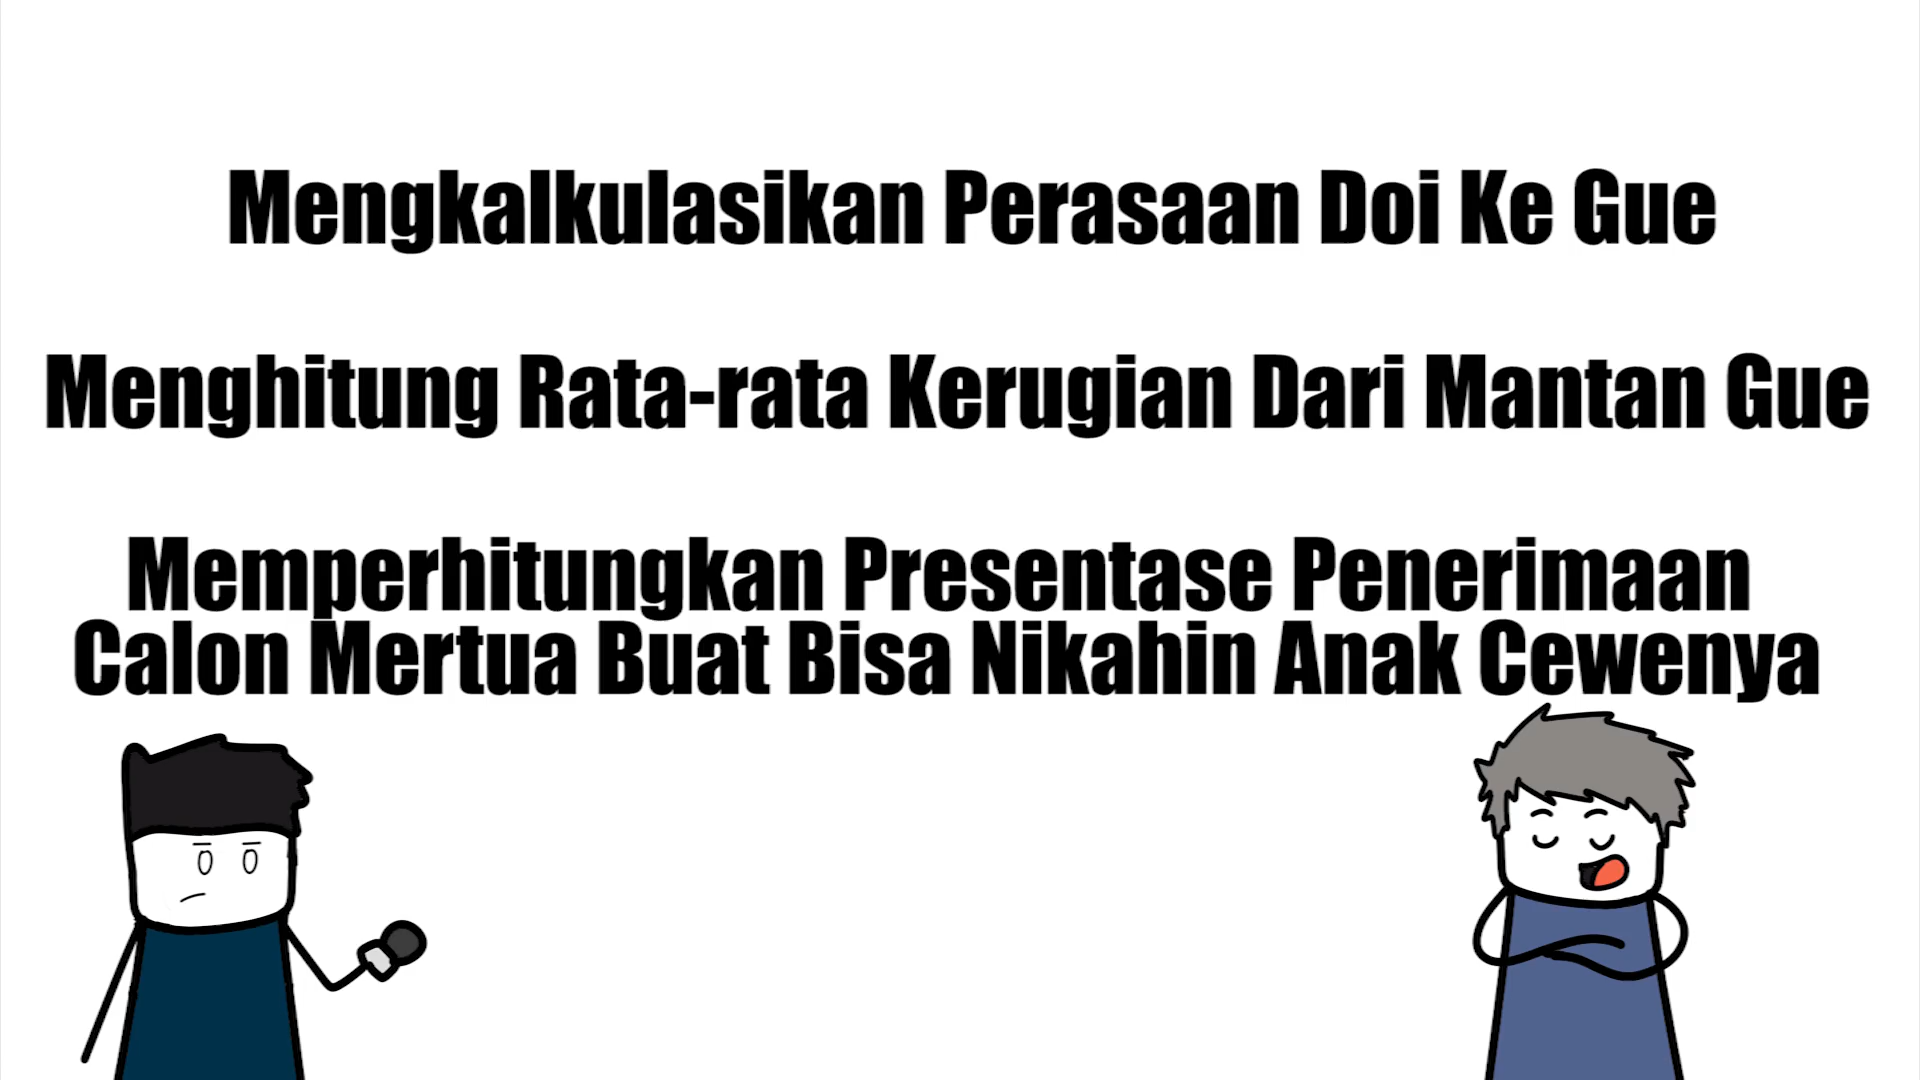 Mengkalkulasikan Perasaan Doi Ke Gue
Menghitung Rata-rata Kerugian Dari Mantan Gue
Memperhitungkan Presentase Penerimaan
Calon Mertua Buat Bisa Nikahin Anak Cewenya